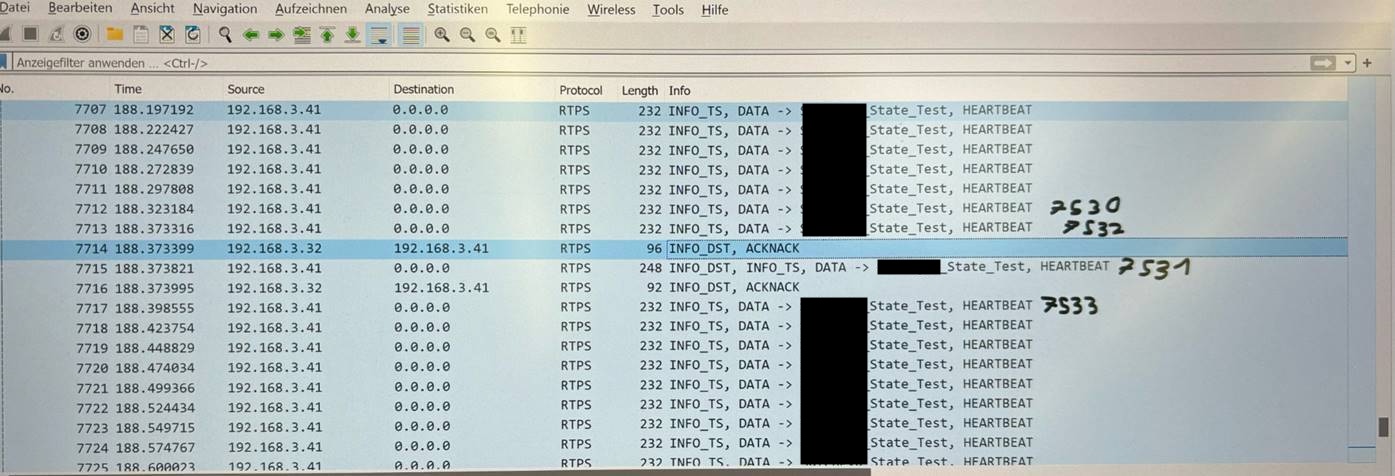 Datei Bearbeiten Ansicht Navigation Aufzeichnen Analyse Statistiken Telephonie Wireless Tools Hilfe
Anzeigefilter anwenden ... <Ctrl-/>
No. Time Source Destination Protocol Length Info
7707 188.197192 192.168.3.41 0.0.0.0 RTPS 232 INFO_TS, DATA -> _State_Test, HEARTBEAT
7708 188.222427 192.168.3.41 0.0.0.0 RTPS 232 INFO_TS, DATA -> _State_Test, HEARTBEAT
7709 188.247650 192.168.3.41 0.0.0.0 RTPS 232 INFO_TS, DATA -> _State_Test, HEARTBEAT
7710 188.272839 192.168.3.41 0.0.0.0 RTPS 232 INFO_TS, DATA -> _State_Test, HEARTBEAT
7711 188.297808 192.168.3.41 0.0.0.0 RTPS 232 INFO_TS, DATA -> _State_Test, HEARTBEAT
7712 188.323184 192.168.3.41 0.0.0.0 RTPS 232 INFO_TS, DATA -> _State_Test, HEARTBEAT 7530
7713 188.373316 192.168.3.41 0.0.0.0 RTPS 232 INFO_TS, DATA -> _State_Test, HEARTBEAT 7532
7714 188.373399 192.168.3.32 192.168.3.41 RTPS 96 INFO_DST, ACKNACK
7715 188.373821 192.168.3.41 0.0.0.0 RTPS 248 INFO_DST, INFO_TS, DATA -> _State_Test, HEARTBEAT 7531
7716 188.373995 192.168.3.32 192.168.3.41 RTPS 92 INFO_DST, ACKNACK
7717 188.398555 192.168.3.41 0.0.0.0 RTPS 232 INFO_TS, DATA -> _State_Test, HEARTBEAT 7533
7718 188.423754 192.168.3.41 0.0.0.0 RTPS 232 INFO_TS, DATA -> _State_Test, HEARTBEAT
7719 188.448829 192.168.3.41 0.0.0.0 RTPS 232 INFO_TS, DATA -> _State_Test, HEARTBEAT
7720 188.474034 192.168.3.41 0.0.0.0 RTPS 232 INFO_TS, DATA -> _State_Test, HEARTBEAT
7721 188.499366 192.168.3.41 0.0.0.0 RTPS 232 INFO_TS, DATA -> _State_Test, HEARTBEAT
7722 188.524434 192.168.3.41 0.0.0.0 RTPS 232 INFO_TS, DATA -> _State_Test, HEARTBEAT
7723 188.549715 192.168.3.41 0.0.0.0 RTPS 232 INFO_TS, DATA -> _State_Test, HEARTBEAT
7724 188.574767 192.168.3.41 0.0.0.0 RTPS 232 INFO_TS, DATA -> _State_Test, HEARTBEAT
7725 188.600023 192.168.3.41 0.0.0.0 RTPS 232 INFO_TS, DATA -> State_Test, HEARTBEAT